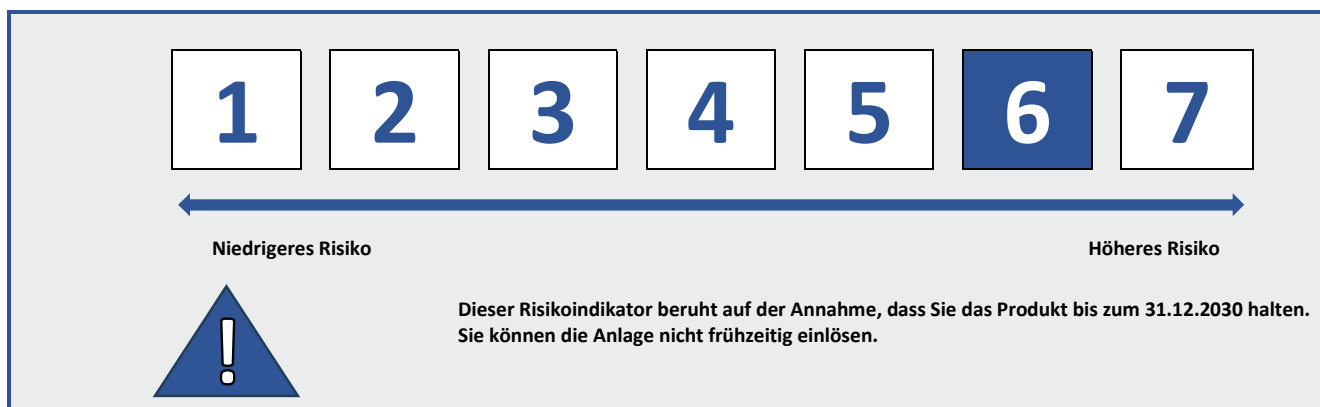 1 2 3 4 5 6 7
Niedrigeres Risiko Höheres Risiko
!
Dieser Risikoindikator beruht auf der Annahme, dass Sie das Produkt bis zum 31.12.2030 halten.
Sie können die Anlage nicht frühzeitig einlösen.